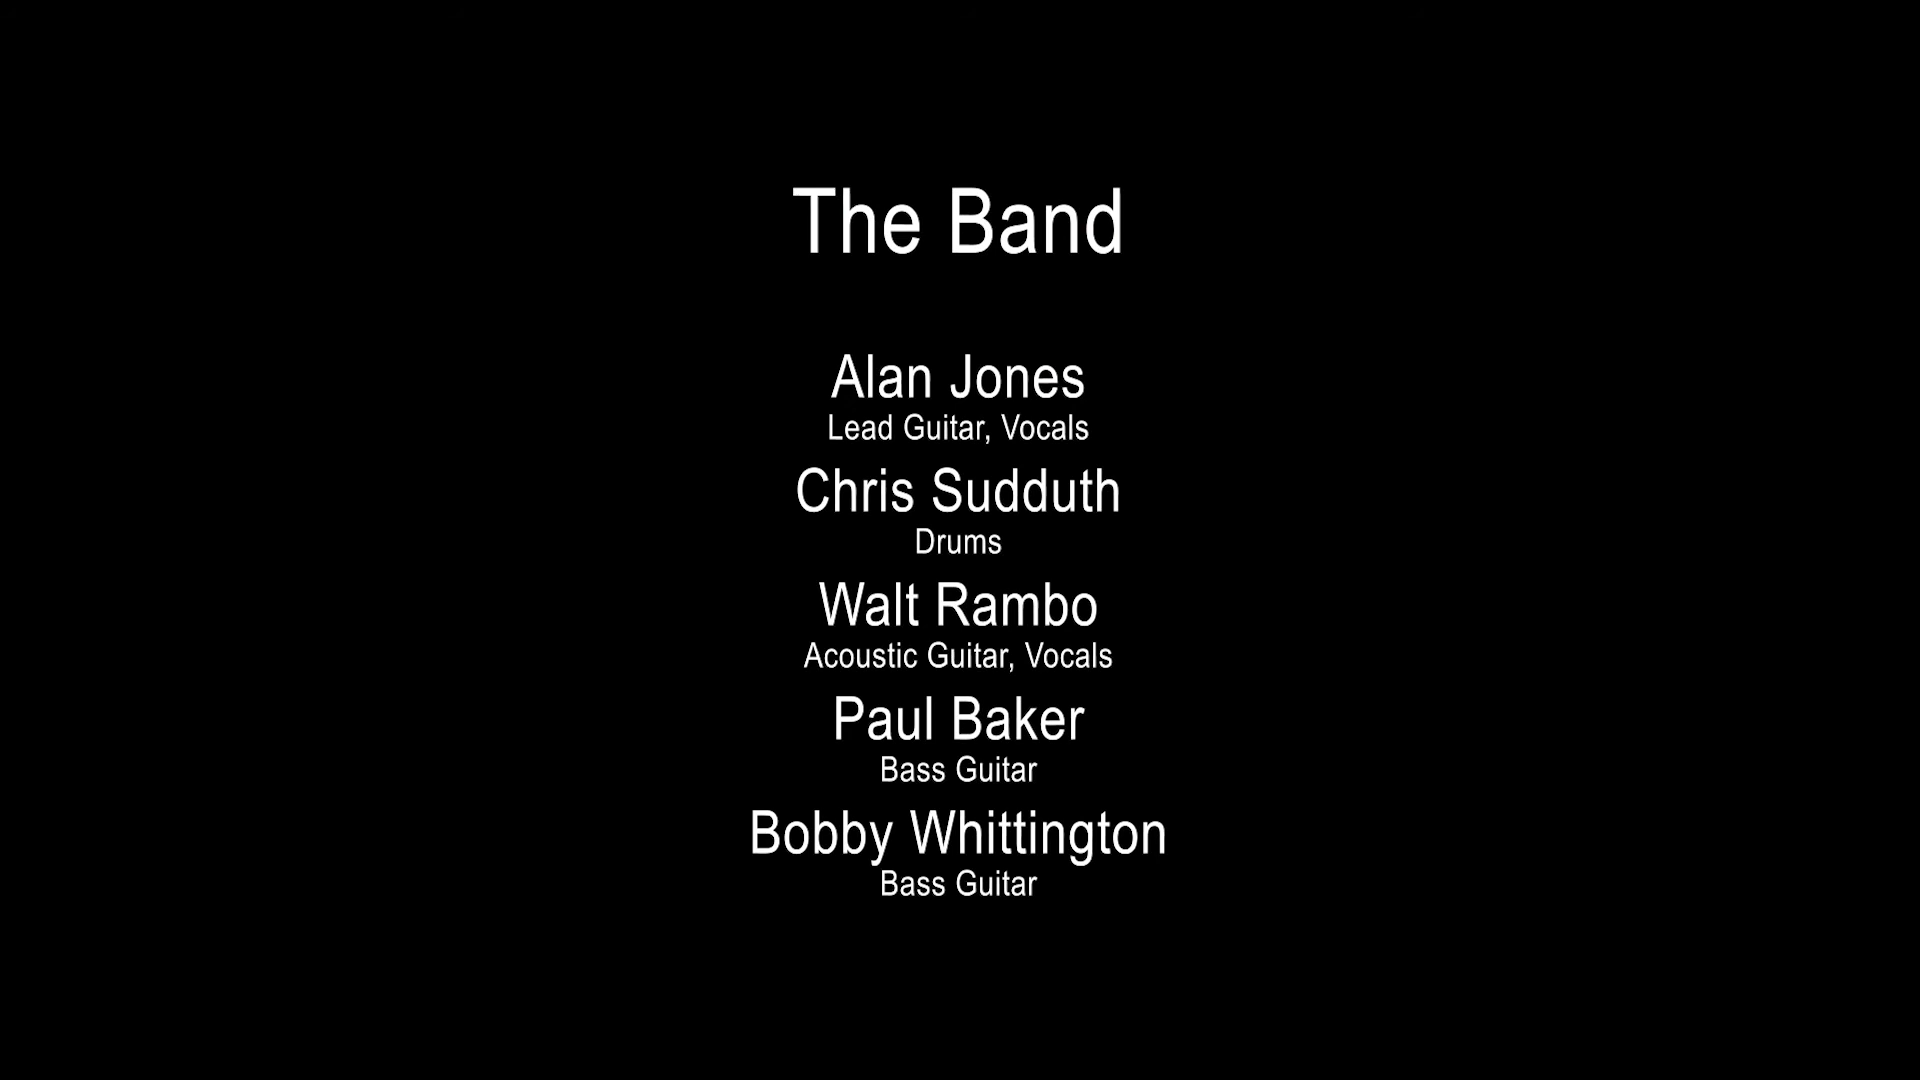 The Band
Alan Jones
Lead Guitar, Vocals
Chris Sudduth
Drums
Walt Rambo
Acoustic Guitar, Vocals
Paul Baker
Bass Guitar
Bobby Whittington
Bass Guitar